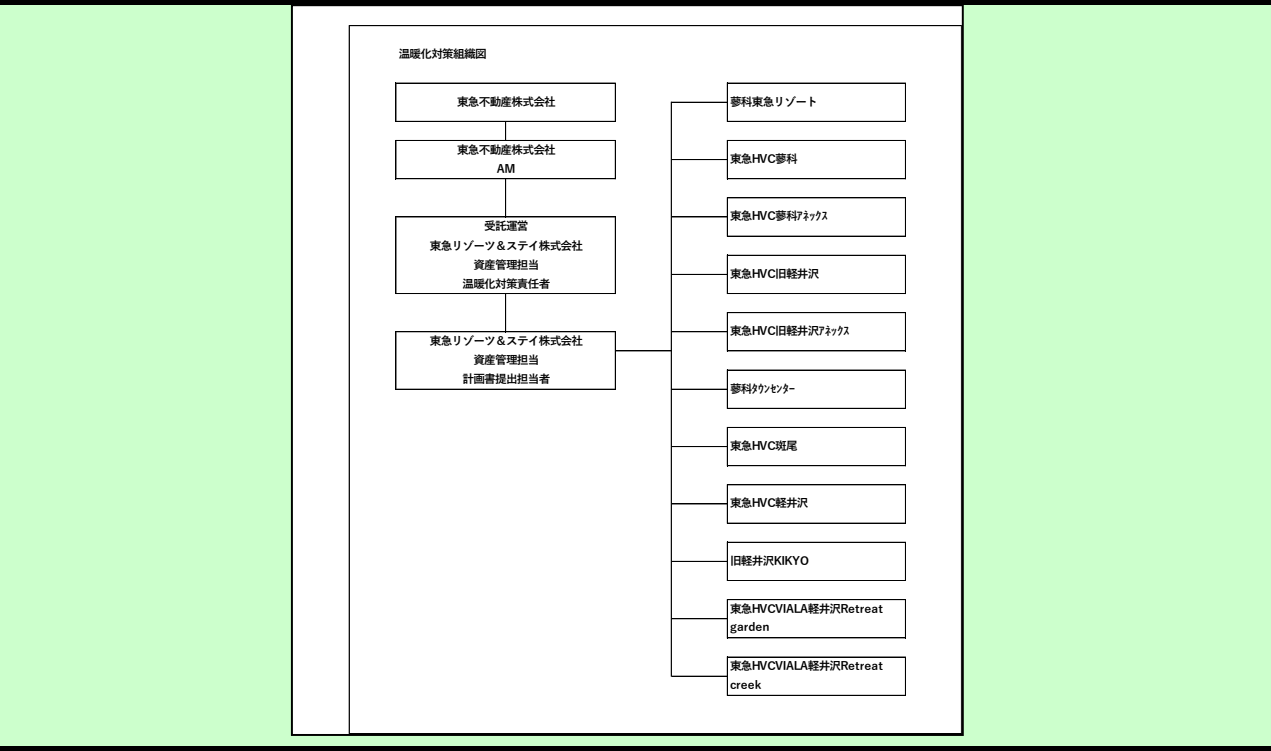 温暖化対策組織図
東急不動産株式会社
東急不動産株式会社
AM
受託運営
東急リゾーツ＆ステイ株式会社
資産管理担当
温暖化対策責任者
東急リゾーツ＆ステイ株式会社
資産管理担当
計画書提出担当者
蓼科東急リゾート
東急HVC蓼科
東急HVC蓼科ｱﾈｯｸｽ
東急HVC旧軽井沢
東急HVC旧軽井沢ｱﾈｯｸｽ
蓼科ﾀｳﾝｾﾝﾀｰ
東急HVC斑尾
東急HVC軽井沢
旧軽井沢KIKYO
東急HVCVIALA軽井沢Retreat
garden
東急HVCVIALA軽井沢Retreat
creek